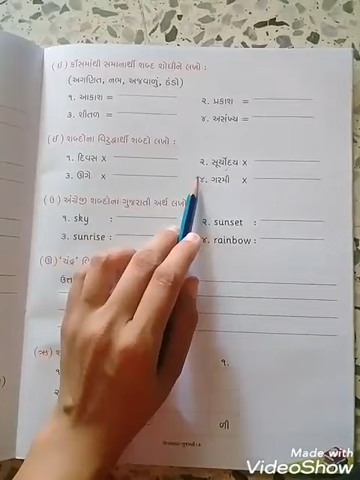 (ઇ) કૌંસમાંથી સમાનાર્થી શબ્દ શોધીને લખો :
(અગણિત, નભ, અજવાળું, ઠંડો)
૧. આકાશ = ૨. પ્રકાશ =
૩. શીતળ = ૪. અસંખ્ય =
(ઈ) શબ્દોના વિરુદ્ધાર્થી શબ્દો લખો :
૧. દિવસ x ૨. સૂર્યોદય x
૩. ઊગે x ૪. ગરમી x
(ઉ) અંગ્રેજી શબ્દોના ગુજરાતી અર્થ લખો
૧. sky : ૨. sunset :
૩. sunrise : ૪. rainbow :
(ઊ) 'ચંદ્ર'
ઉત્ત
(ઋ) ૧.
ળી
Made with
VideoShow